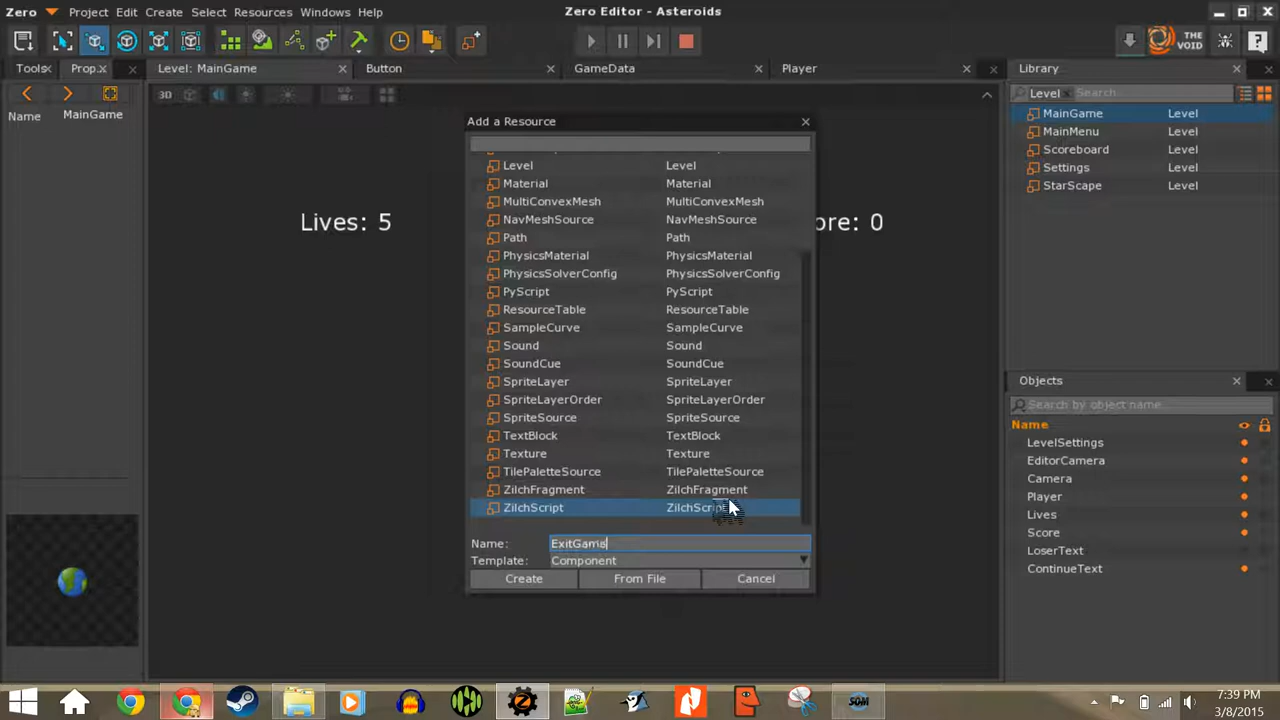 Zero Project Edit Create Select Resources Windows Help
Zero Editor - Asteroids
THE VOID
Tools Prop.
Level: MainGame
Button
GameData
Player
Library
Name MainGame
3D
Level Search...
MainGame Level
MainMenu Level
Scoreboard Level
Settings Level
StarScape Level
Lives: 5
ore: 0
Add a Resource
Level Level
Material Material
MultiConvexMesh MultiConvexMesh
NavMeshSource NavMeshSource
Path Path
PhysicsMaterial PhysicsMaterial
PhysicsSolverConfig PhysicsSolverConfig
PyScript PyScript
ResourceTable ResourceTable
SampleCurve SampleCurve
Sound Sound
SoundCue SoundCue
SpriteLayer SpriteLayer
SpriteLayerOrder SpriteLayerOrder
SpriteSource SpriteSource
TextBlock TextBlock
Texture Texture
TilePaletteSource TilePaletteSource
ZilchFragment ZilchFragment
ZilchScript ZilchScrip
Name: ExitGame
Template: Component
Create From File Cancel
Objects
Search by object name...
Name
LevelSettings
EditorCamera
Camera
Player
Lives
Score
LoserText
ContinueText
SOM
7:39 PM
3/8/2015